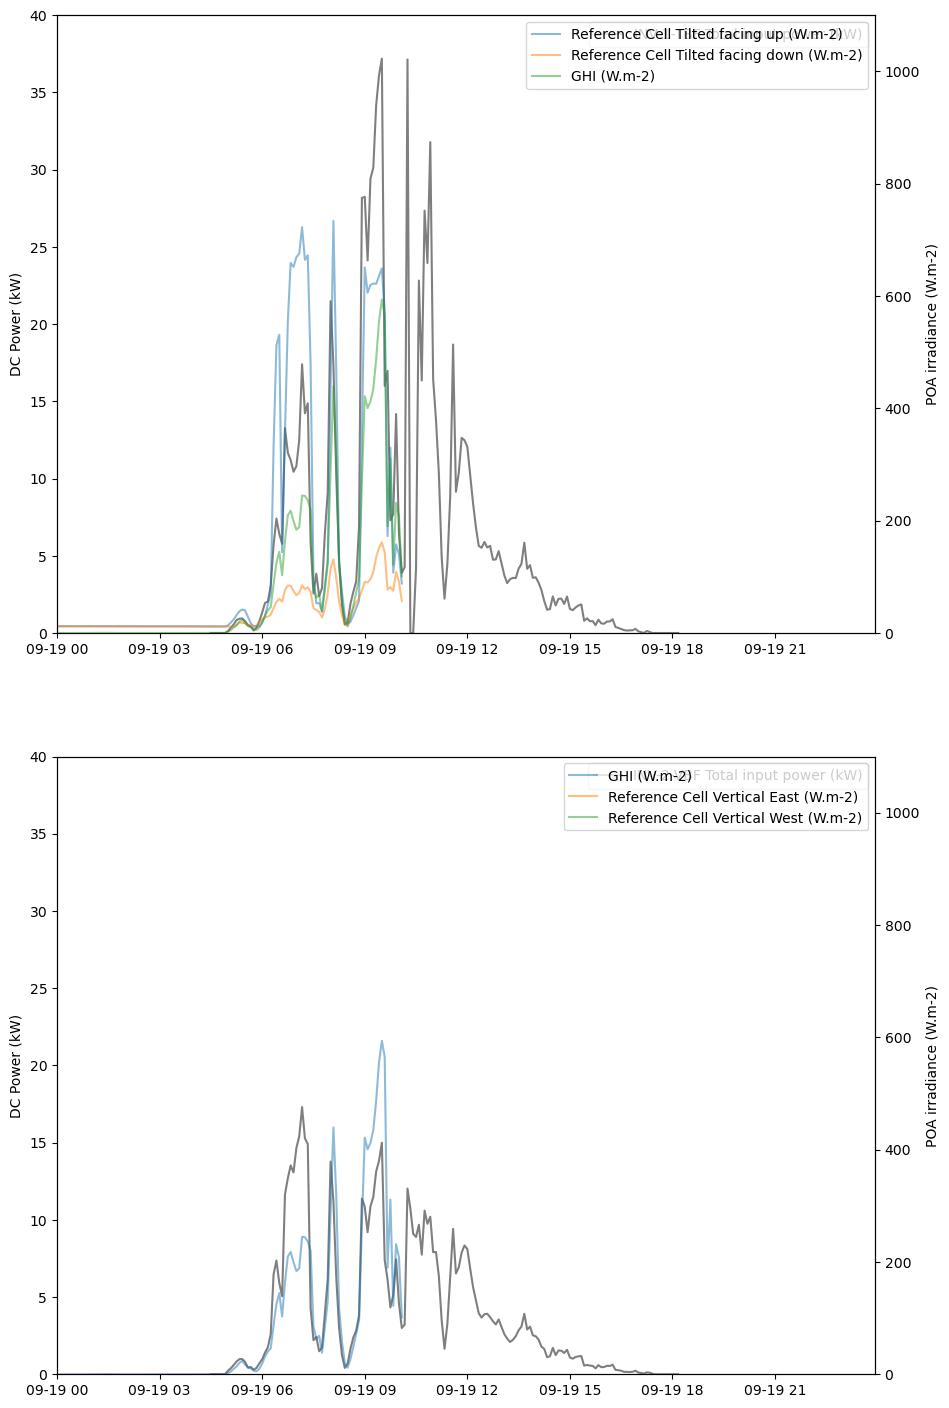 40
35
30
25
20
15
10
5
0
DC Power (kW)
Reference Cell Tilted facing up (W.m-2)
Reference Cell Tilted facing down (W.m-2)
GHI (W.m-2)
1000
800
600
400
200
0
POA irradiance (W.m-2)
09-19 00 09-19 03 09-19 06 09-19 09 09-19 12 09-19 15 09-19 18 09-19 21
40
35
30
25
20
15
10
5
0
DC Power (kW)
GHI (W.m-2)
Total input power (kW)
Reference Cell Vertical East (W.m-2)
Reference Cell Vertical West (W.m-2)
1000
800
600
400
200
0
POA irradiance (W.m-2)
09-19 00 09-19 03 09-19 06 09-19 09 09-19 12 09-19 15 09-19 18 09-19 21